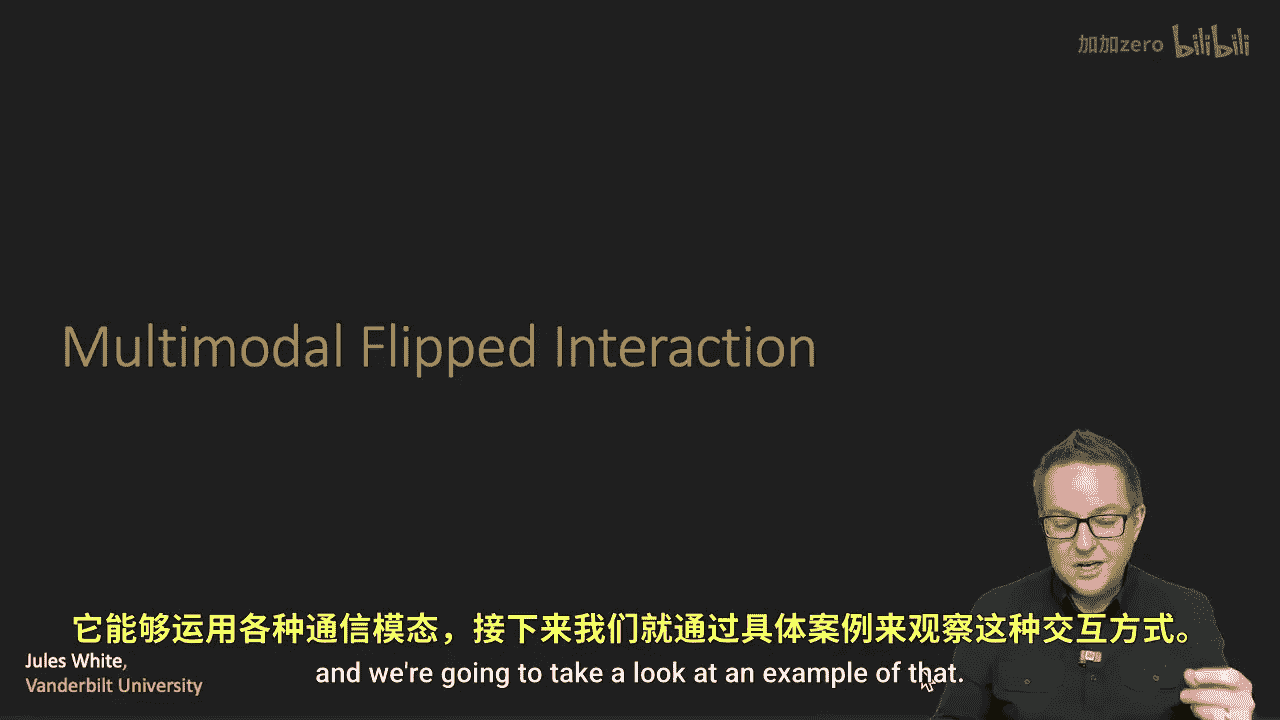 加加zero bilibili
Multimodal Flipped Interaction
它能够运用各种通信模态，接下来我们就通过具体案例来观察这种交互方式。
Jules White,
and we're going to take a look at an example of that.
Vanderbilt University